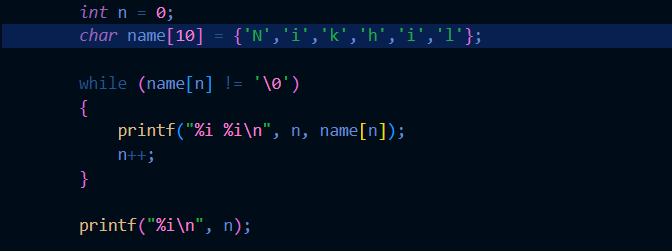 int n = 0;
char name[10] = {'N','i','k','h','i','l'};
while (name[n] != '\0')
{
printf("%i %i\n", n, name[n]);
n++;
}
printf("%i\n", n);